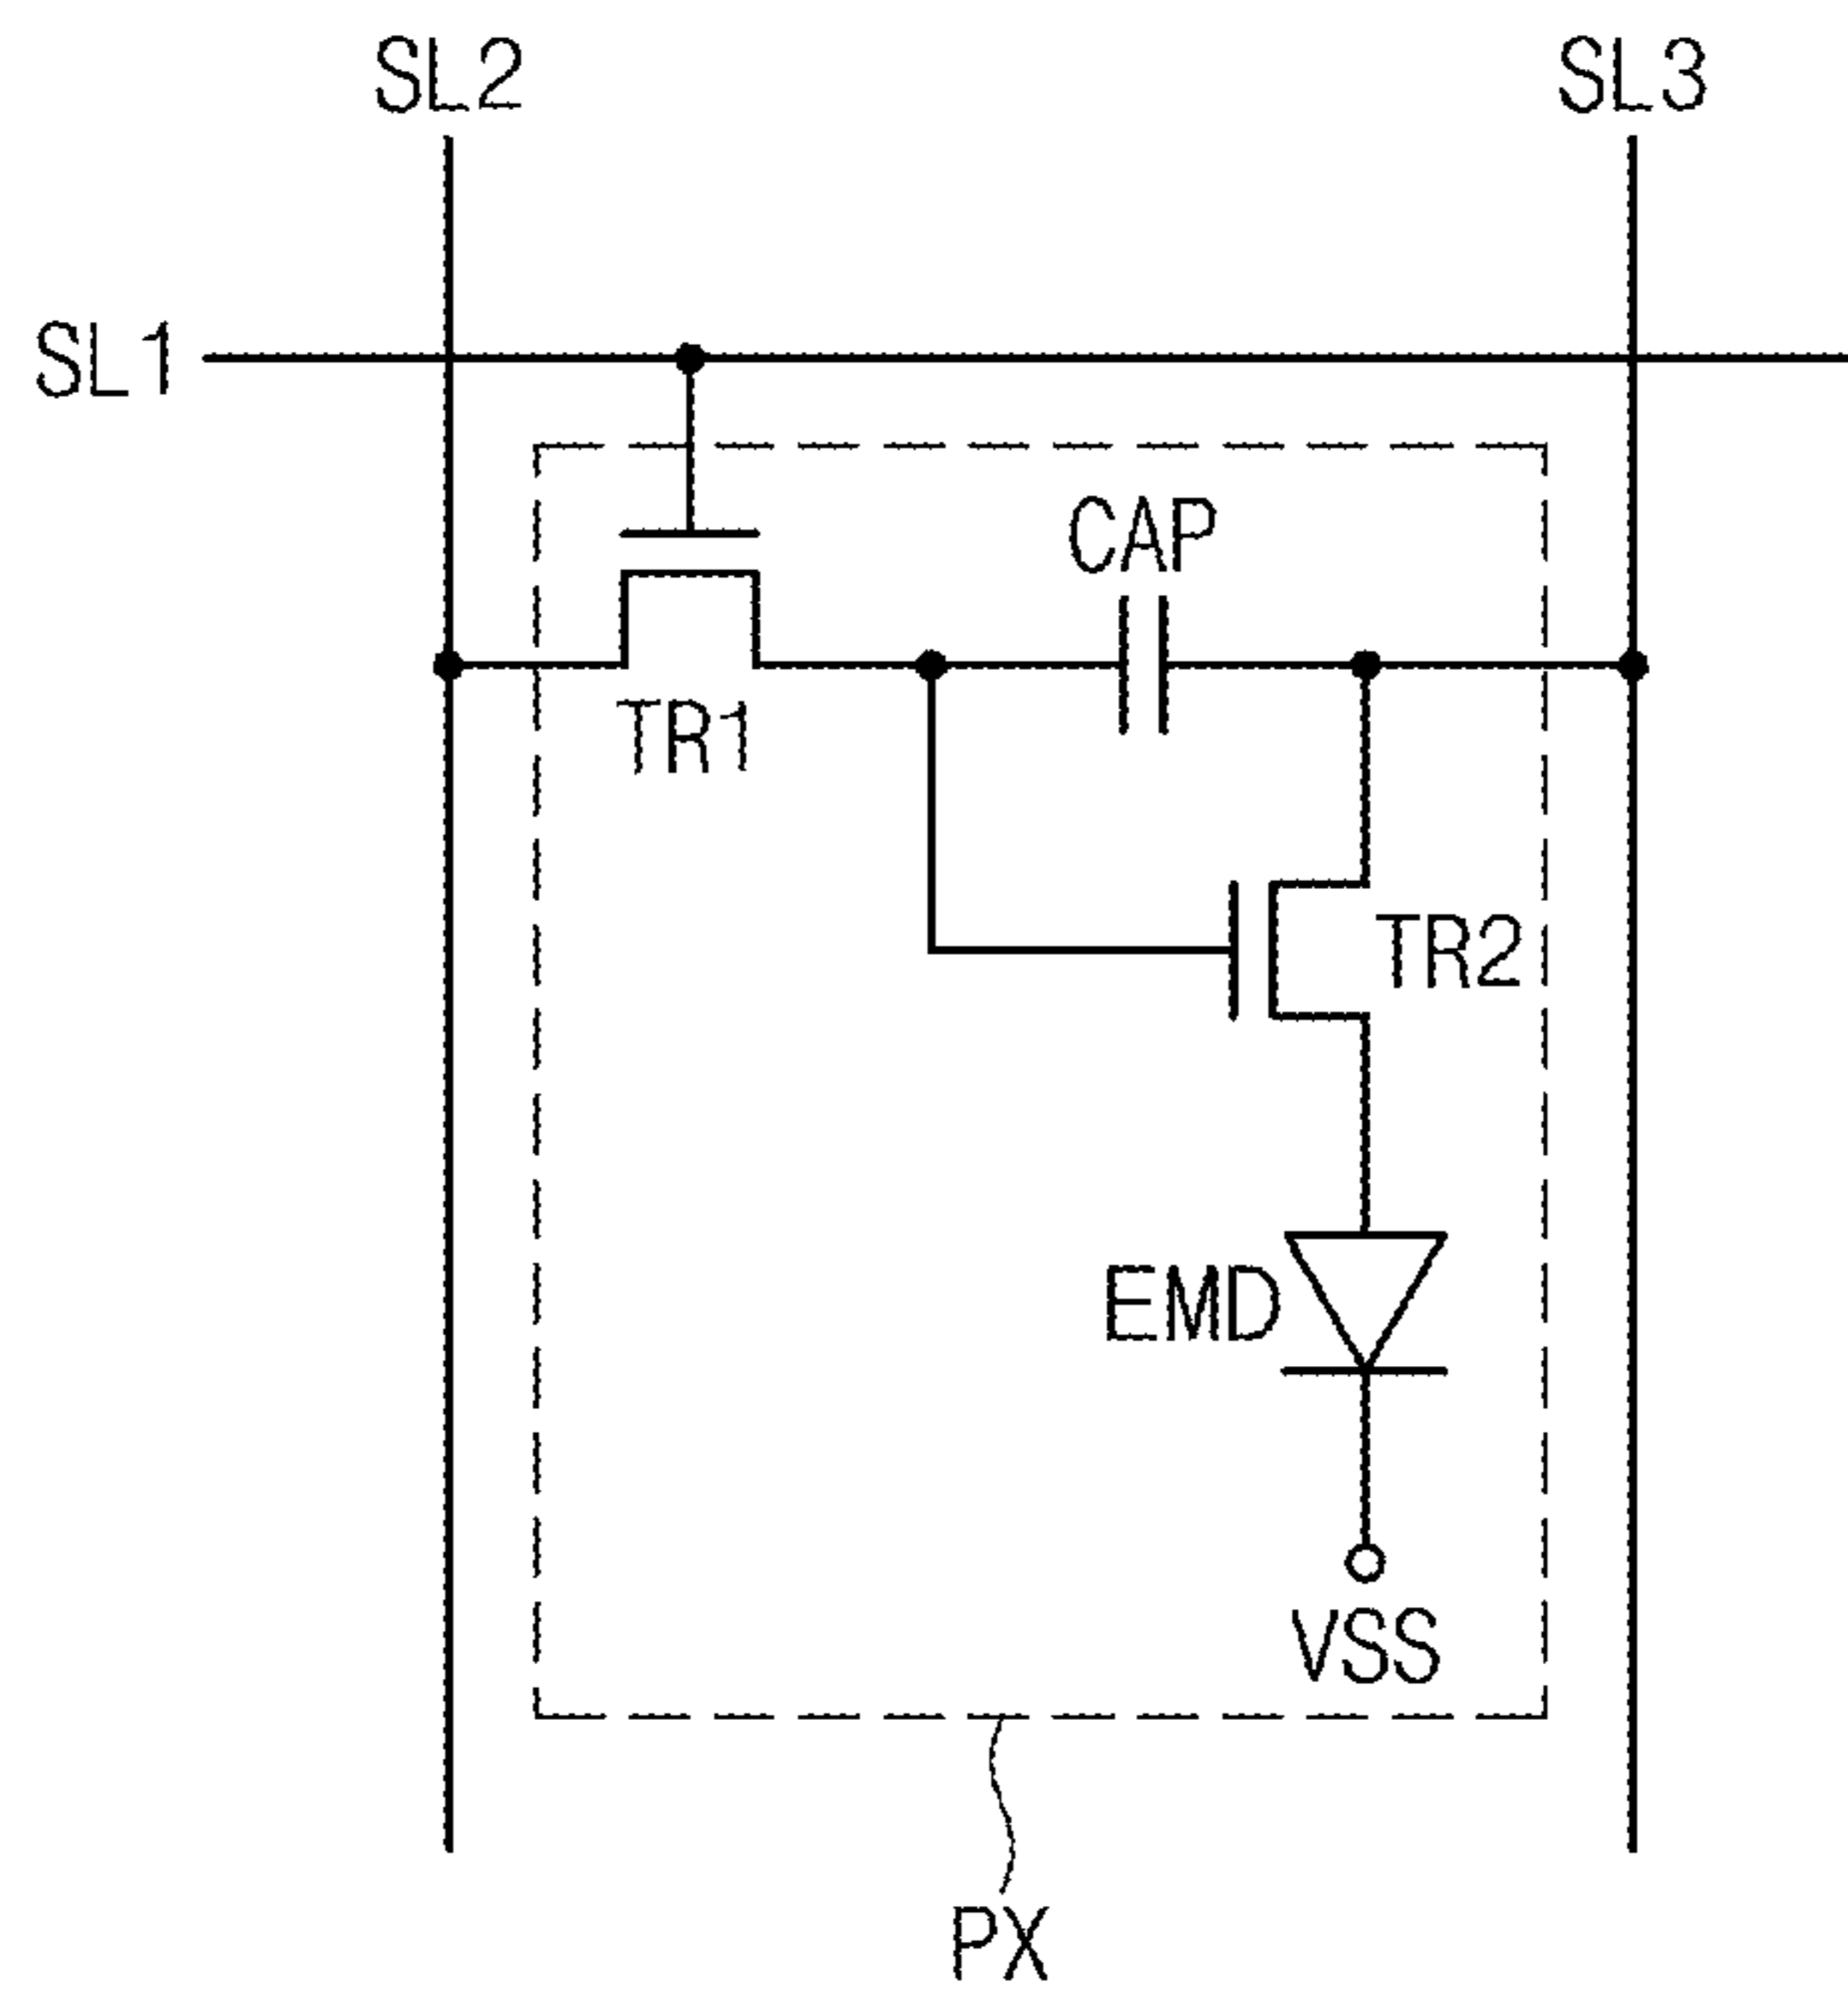 SL2
SL3
SL1
CAP
TR1
TR2
EMD
VSS
PX